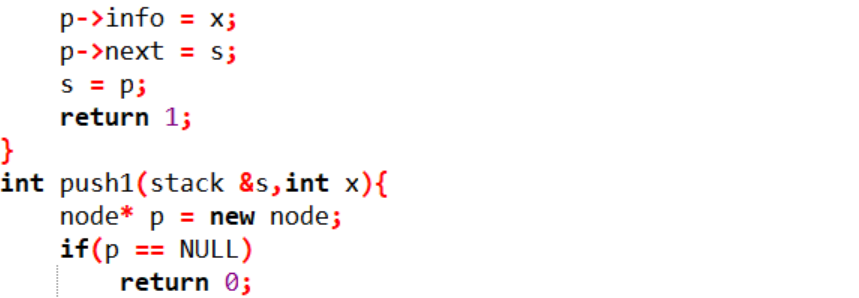 p->info = x;
    p->next = s;
    s = p;
    return 1;
}
int push1(stack &s,int x){
    node* p = new node;
    if(p == NULL)
        return 0;